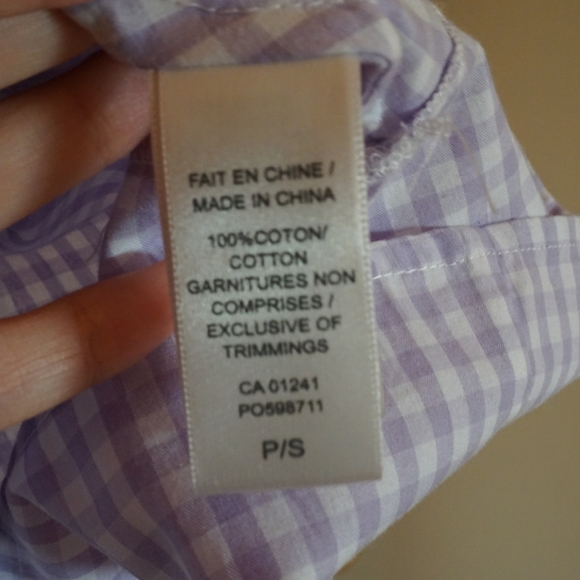 FAIT EN CHINE /
MADE IN CHINA
100%COTON/
COTTON
GARNITURES NON
COMPRISES /
EXCLUSIVE OF
TRIMMINGS
CA 01241
PO598711
P/S